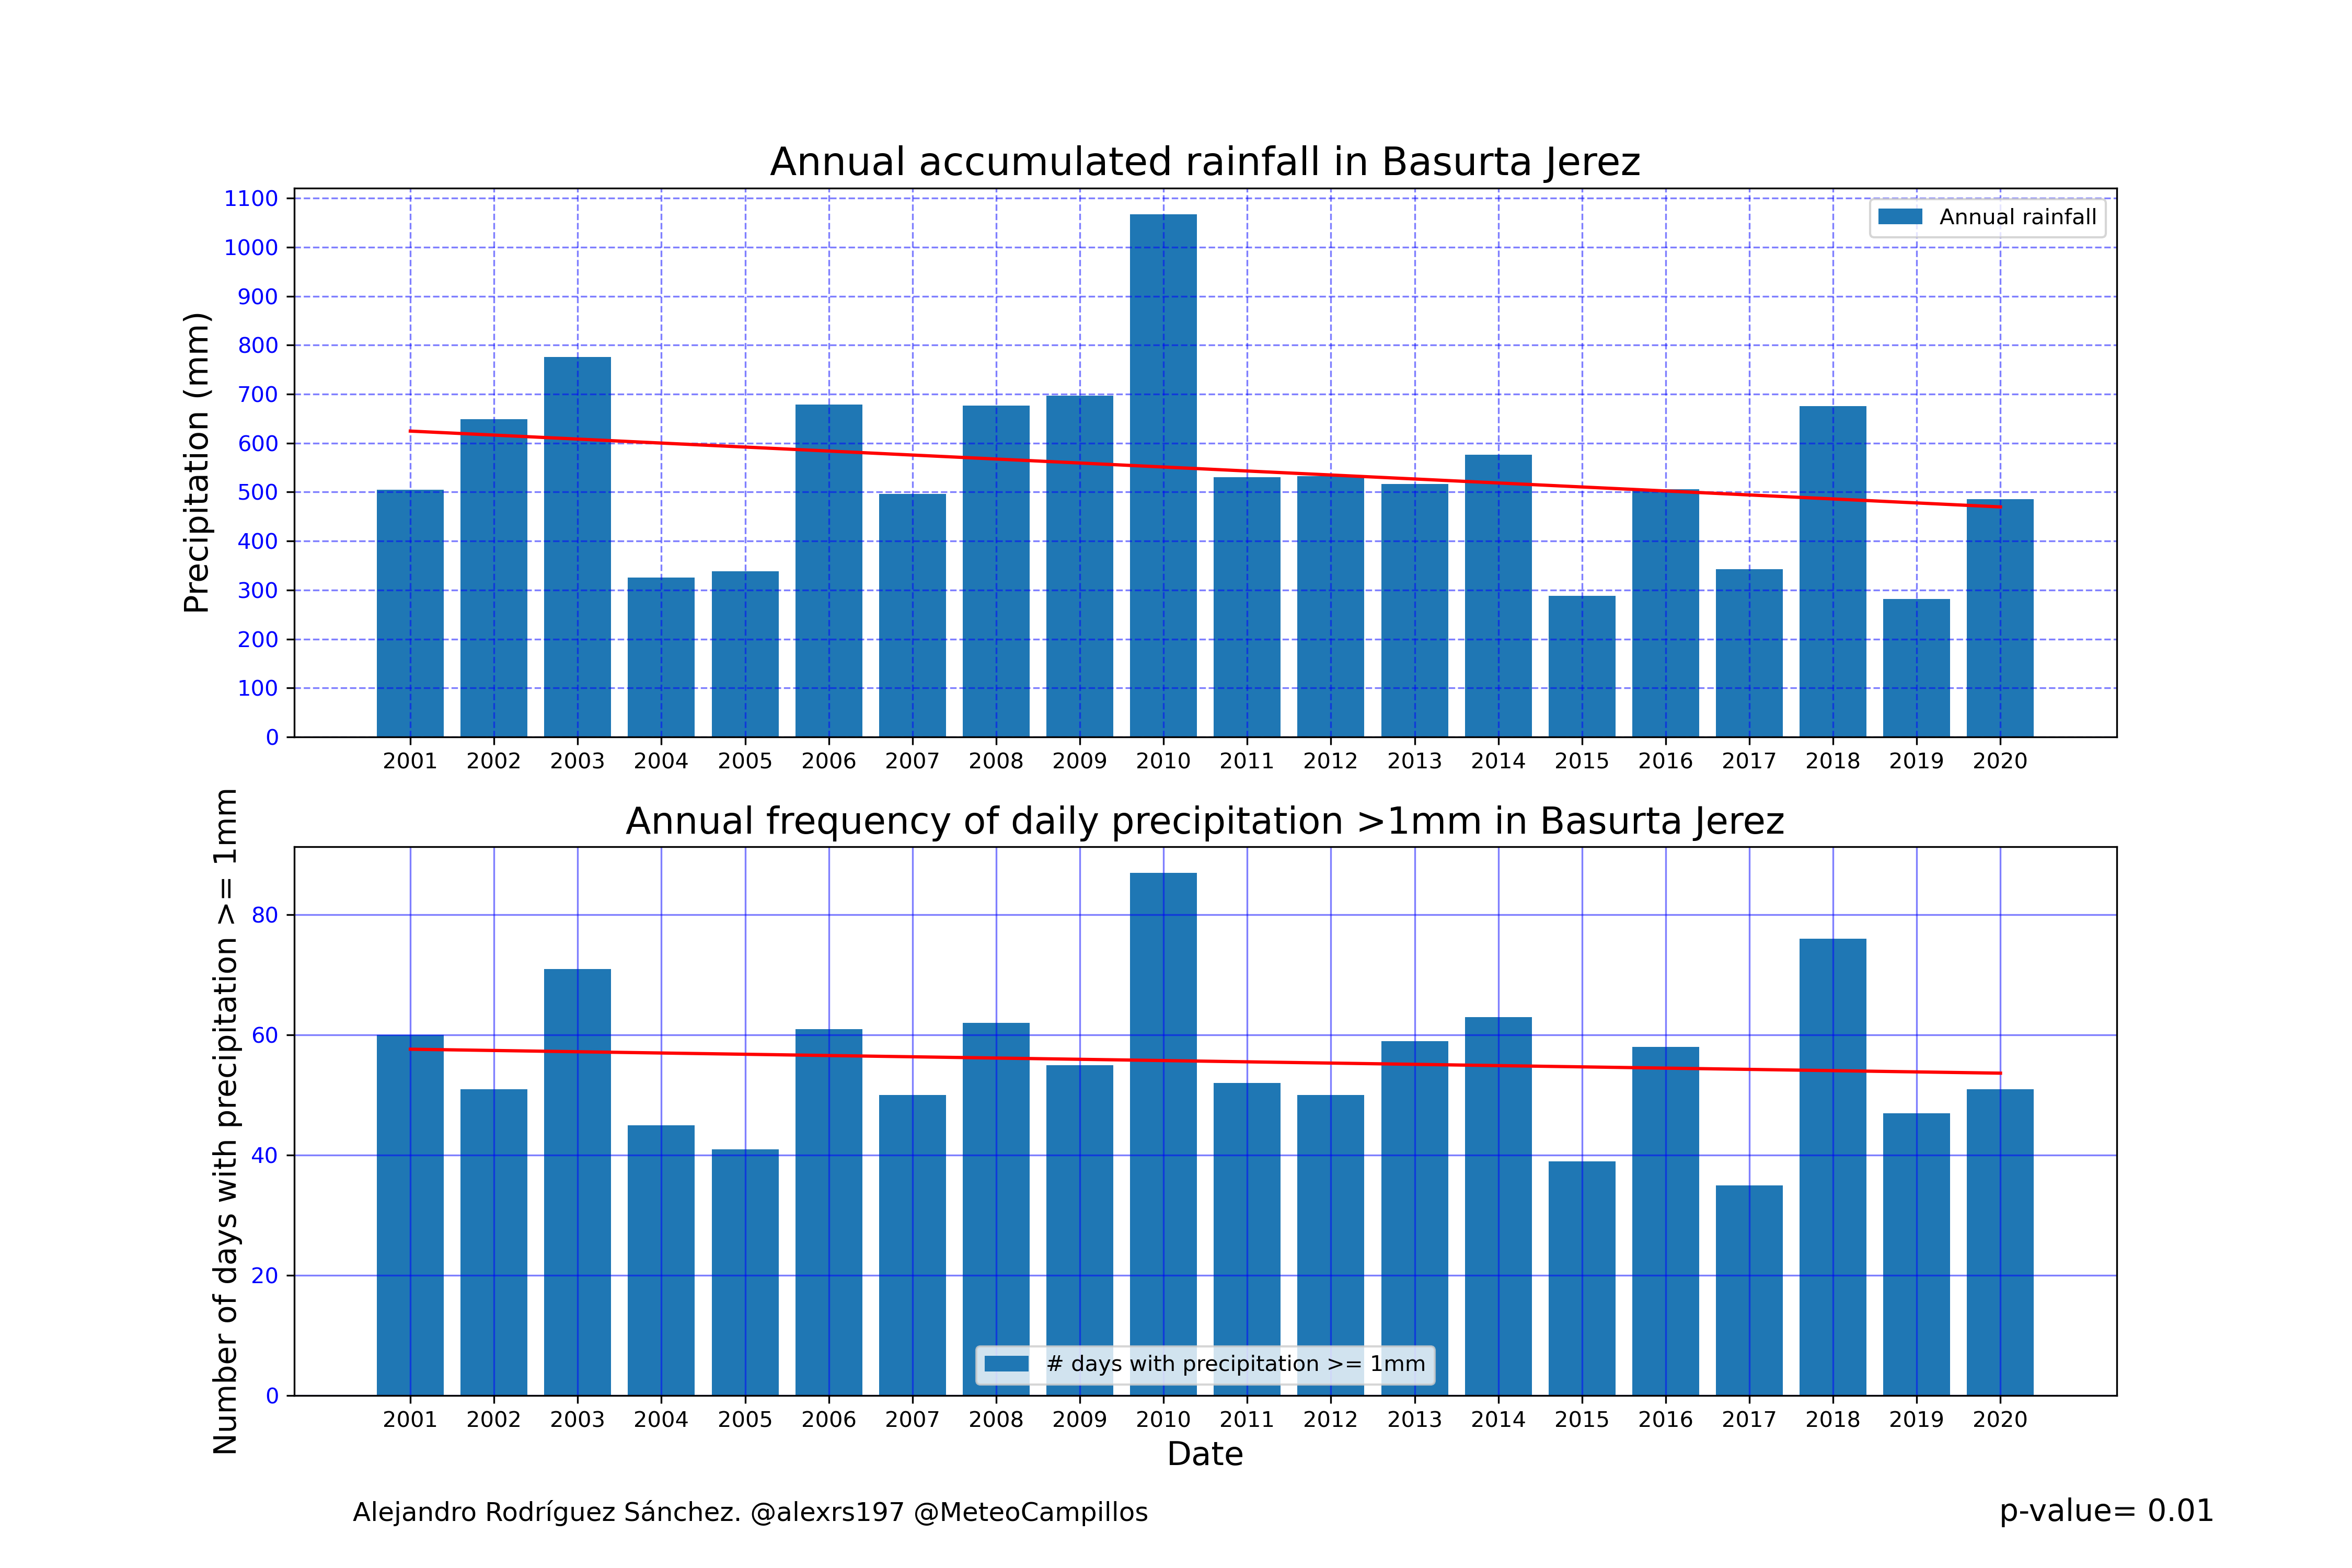 Annual accumulated rainfall in Basurta Jerez
Precipitation (mm)
1100
1000
900
800
700
600
500
400
300
200
100
0
Annual rainfall
2001 2002 2003 2004 2005 2006 2007 2008 2009 2010 2011 2012 2013 2014 2015 2016 2017 2018 2019 2020
Annual frequency of daily precipitation >1mm in Basurta Jerez
Number of days with precipitation >= 1mm
80
60
40
20
0
# days with precipitation >= 1mm
2001 2002 2003 2004 2005 2006 2007 2008 2009 2010 2011 2012 2013 2014 2015 2016 2017 2018 2019 2020
Date
Alejandro Rodríguez Sánchez. @alexrs197 @MeteoCampillos
p-value= 0.01